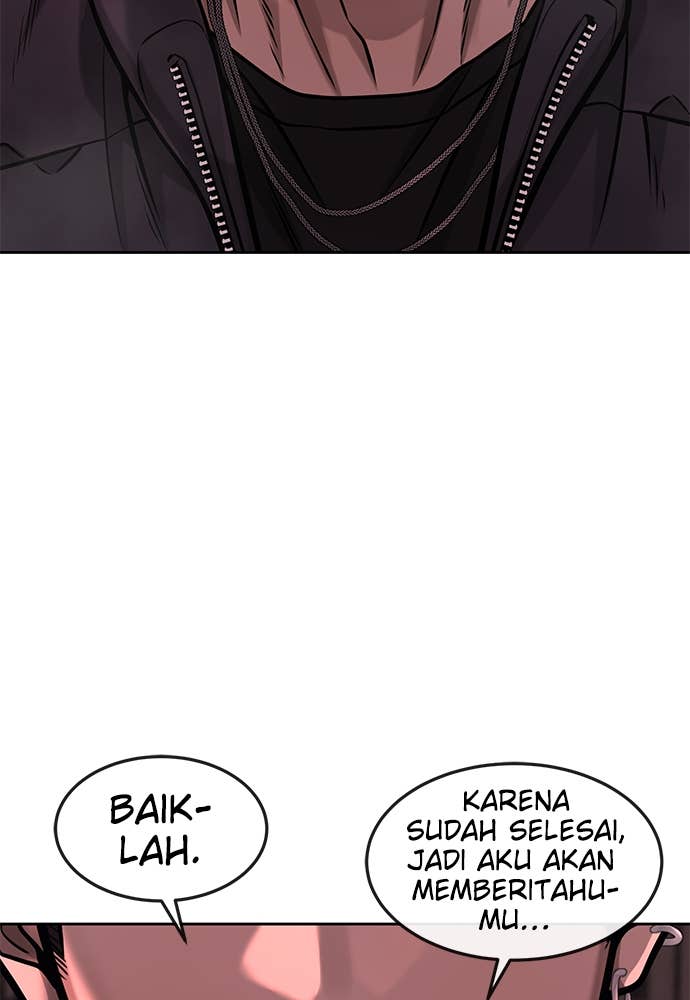 BAIK-
LAH.
KARENA
SUDAH SELESAI,
JADI AKU AKAN
MEMBERITAHU-
MU...